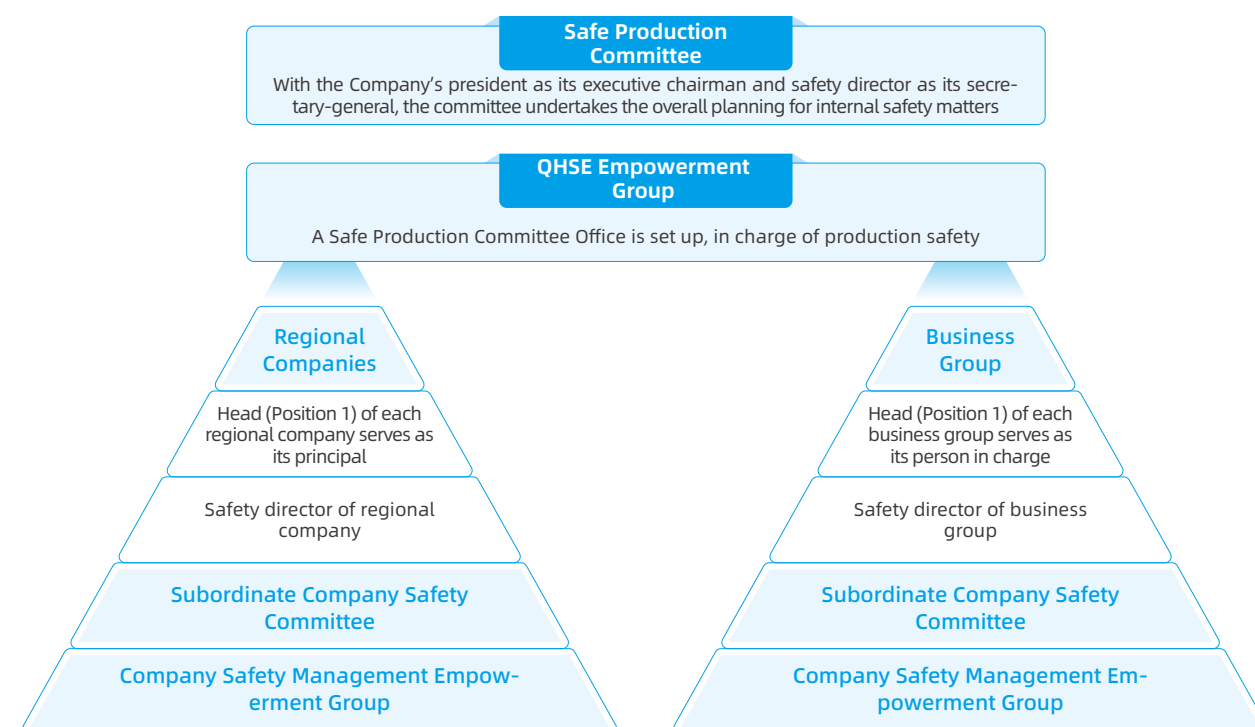 Safe Production
Committee
With the Company's president as its executive chairman and safety director as its secre-
tary-general, the committee undertakes the overall planning for internal safety matters
QHSE Empowerment
Group
A Safe Production Committee Office is set up, in charge of production safety
Regional
Companies
Head (Position 1) of each
regional company serves as
its principal
Safety director of regional
company
Subordinate Company Safety
Committee
Company Safety Management Empow-
erment Group
Business
Group
Head (Position 1) of each
business group serves as
its person in charge
Safety director of business
group
Subordinate Company Safety
Committee
Company Safety Management Em-
powerment Group